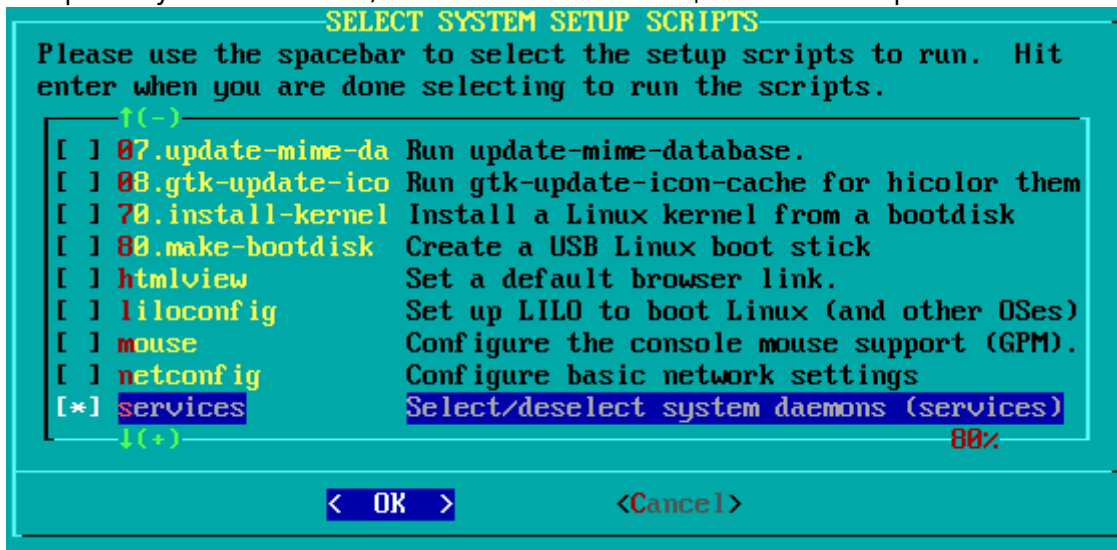 SELECT SYSTEM SETUP SCRIPTS
Please use the spacebar to select the setup scripts to run.  Hit
enter when you are done selecting to run the scripts.
↑(-)
[ ] 07.update-mime-da Run update-mime-database.
[ ] 08.gtk-update-ico Run gtk-update-icon-cache for hicolor them
[ ] 70.install-kernel Install a Linux kernel from a bootdisk
[ ] 80.make-bootdisk  Create a USB Linux boot stick
[ ] htmlview          Set a default browser link.
[ ] liloconfig        Set up LILO to boot Linux (and other OSes)
[ ] mouse             Configure the console mouse support (GPM).
[ ] netconfig         Configure basic network settings
[*] services          Select/deselect system daemons (services)
↓(+) 80%
<  OK  > <Cancel>